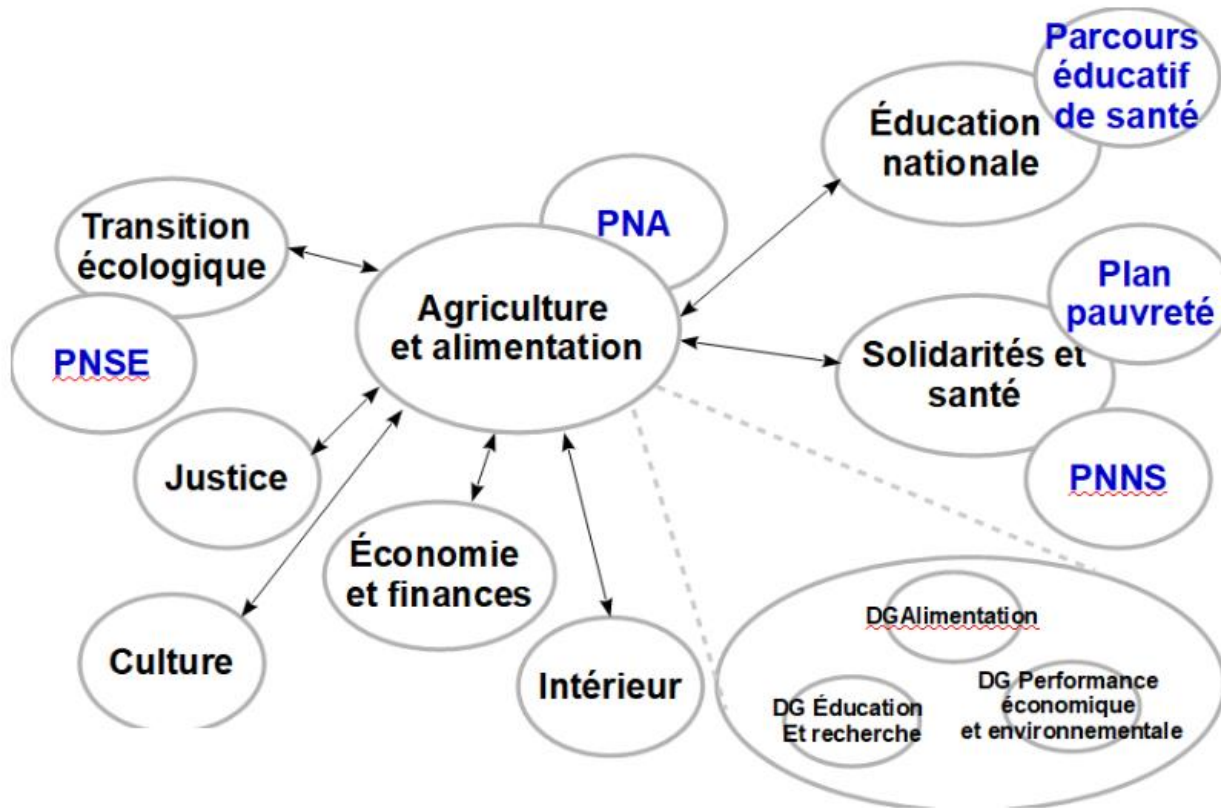 Parcours
éducatif
de santé
Éducation
nationale
Transition
écologique
PNA
Plan
pauvreté
Agriculture
et alimentation
PNSE
Solidarités et
santé
Justice
PNNS
Économie
et finances
Culture
Intérieur
DGAlimentation
DG Éducation
Et recherche
DG Performance
économique
et environnementale